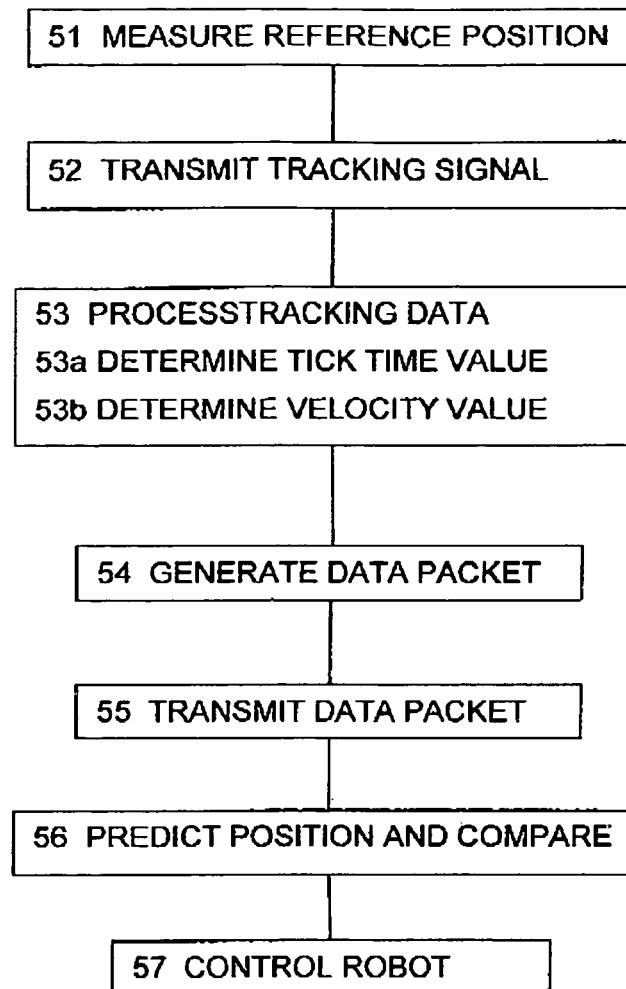 51 MEASURE REFERENCE POSITION
52 TRANSMIT TRACKING SIGNAL
53 PROCESSTRACKING DATA
53a DETERMINE TICK TIME VALUE
53b DETERMINE VELOCITY VALUE
54 GENERATE DATA PACKET
55 TRANSMIT DATA PACKET
56 PREDICT POSITION AND COMPARE
57 CONTROL ROBOT